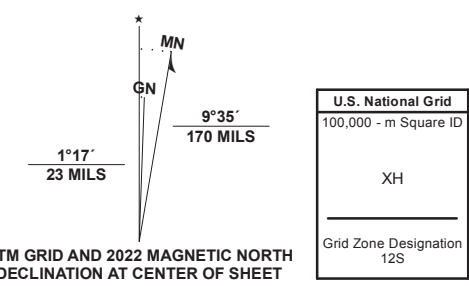 ★
MN
GN
1°17´
23 MILS
9°35´
170 MILS
TM GRID AND 2022 MAGNETIC NORTH
DECLINATION AT CENTER OF SHEET
U.S. National Grid
100,000 - m Square ID
XH
Grid Zone Designation
12S